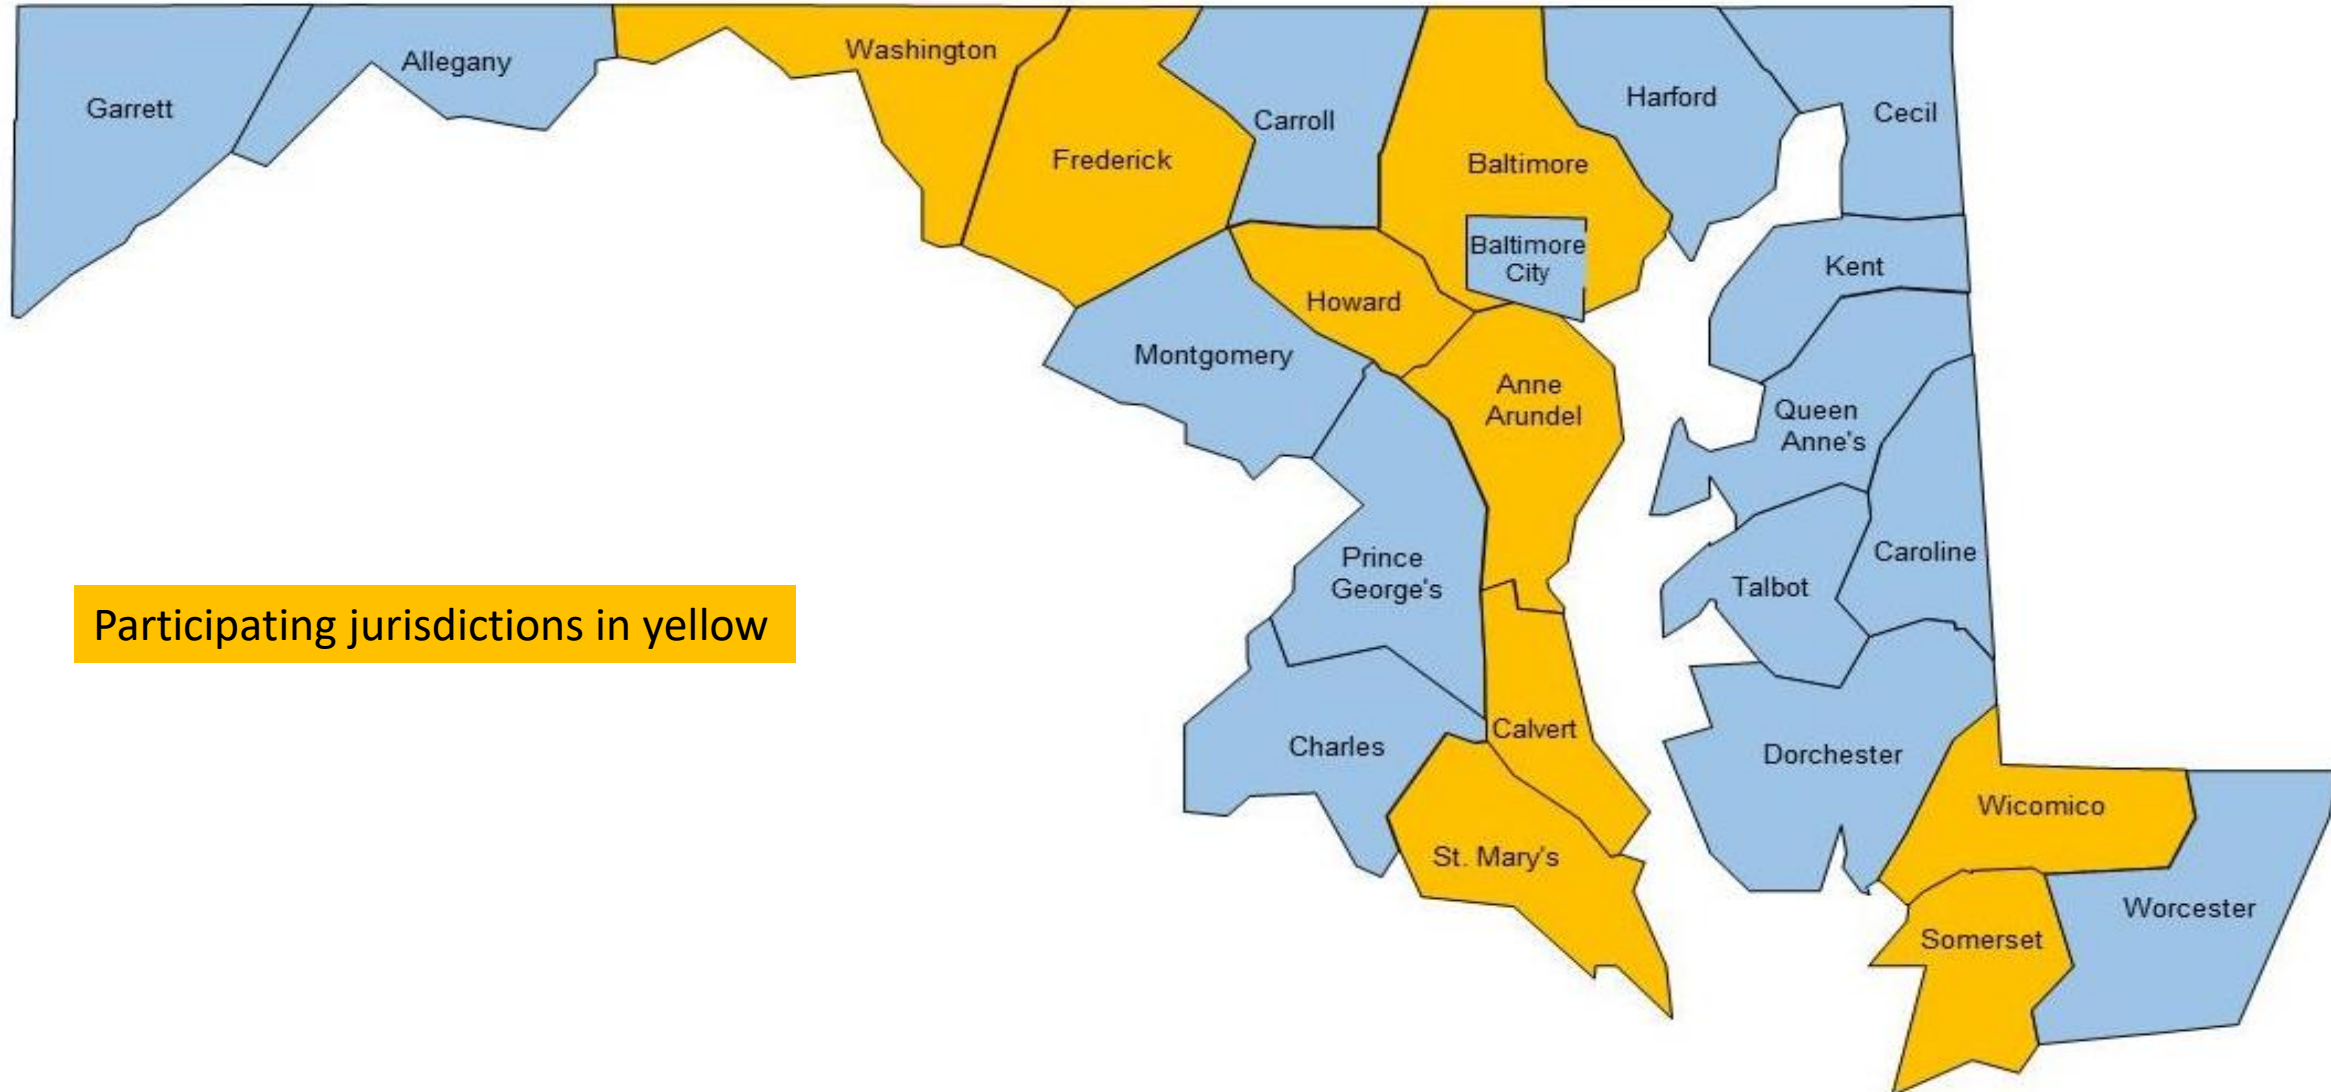 Washington
Allegany
Garrett
Harford
Cecil
Carroll
Frederick
Baltimore
Baltimore
City
Kent
Howard
Montgomery
Anne
Arundel
Queen
Anne's
Prince
George's
Caroline
Talbot
Participating jurisdictions in yellow
Calvert
Charles
Dorchester
Wicomico
St. Mary's
Worcester
Somerset